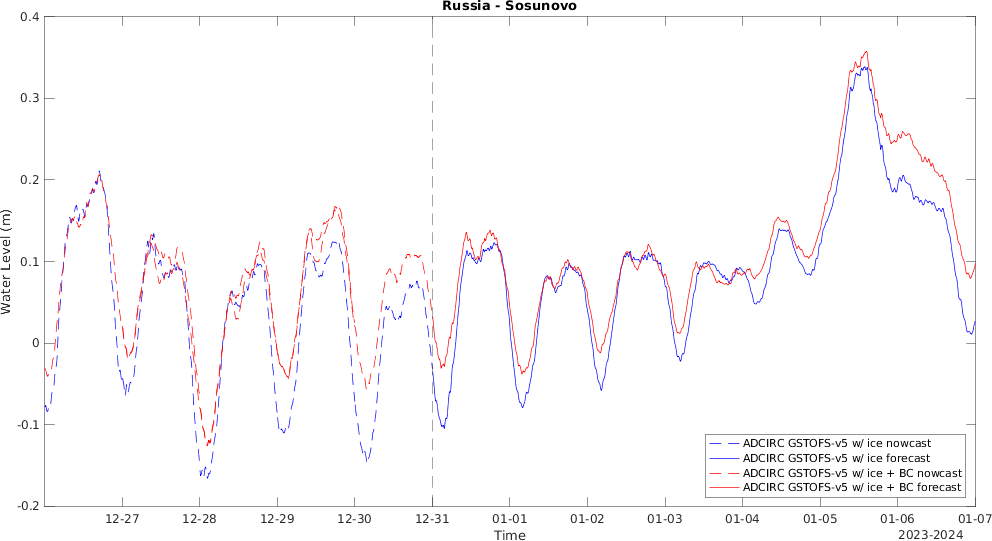 Russia - Sosunovo
0.4
0.3
0.2
0.1
0
-0.1
-0.2
Water Level (m)
12-27 12-28 12-29 12-30 12-31 01-01 01-02 01-03 01-04 01-05 01-06 01-07
Time
2023-2024
ADCIRC GSTOFS-v5 w/ ice nowcast
ADCIRC GSTOFS-v5 w/ ice forecast
ADCIRC GSTOFS-v5 w/ ice + BC nowcast
ADCIRC GSTOFS-v5 w/ ice + BC forecast